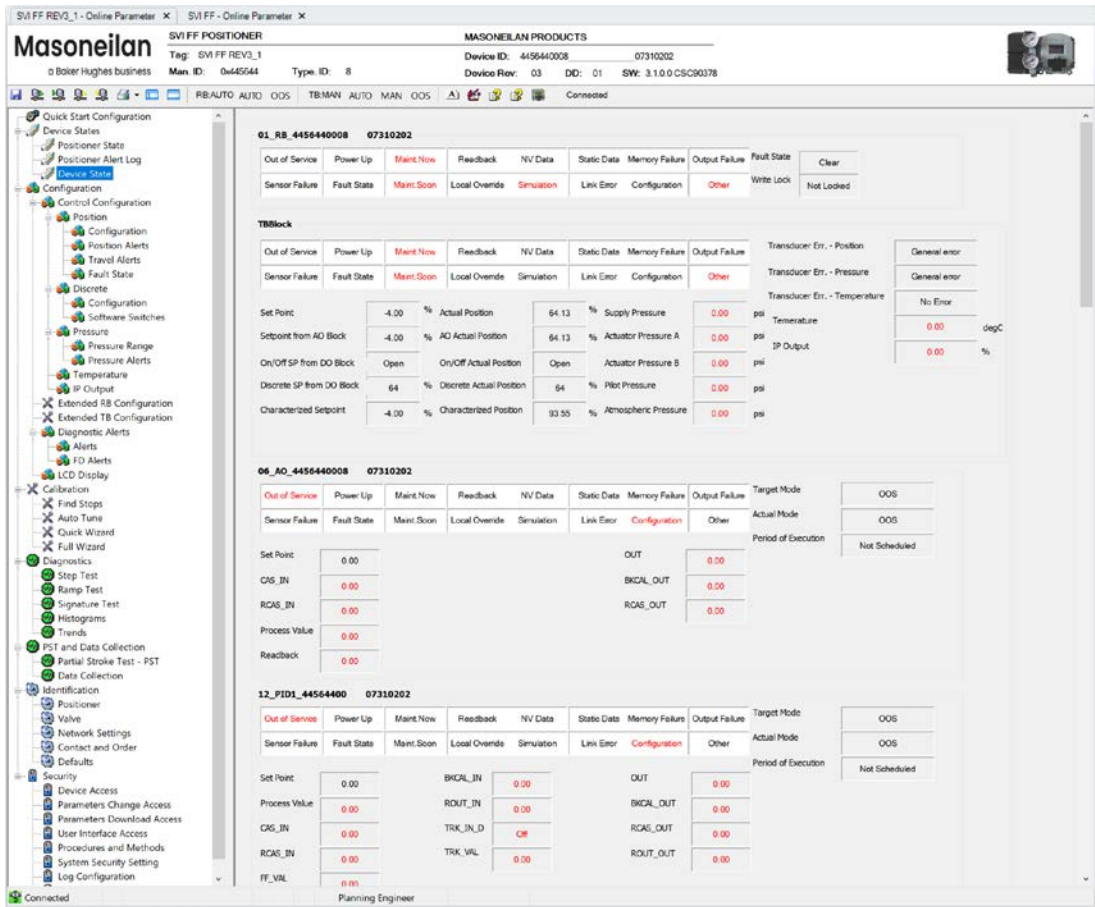 SVI FF REV3_1 - Online Parameter × SVI FF - Online Parameter ×
Masoneilan
a Baker Hughes business
SVI FF POSITIONER MASONEILAN PRODUCTS
Tag: SVI FF REV3_1 Device ID: 4456440008 07310202
Man. ID: 0x445644 Type. ID: 8 Device Rev: 03 DD: 01 SW: 3.1.0.0 CSC90378
RB:AUTO AUTO OOS TB:MAN AUTO MAN OOS Connected
Quick Start Configuration
Device States
Positioner State
Positioner Alert Log
Device State
Configuration
Control Configuration
Position
Configuration
Position Alerts
Travel Alerts
Fault State
Discrete
Configuration
Software Switches
Pressure
Pressure Range
Pressure Alerts
Temperature
IP Output
Extended RB Configuration
Extended TB Configuration
Diagnostic Alerts
Alerts
FD Alerts
LCD Display
Calibration
Find Stops
Auto Tune
Quick Wizard
Full Wizard
Diagnostics
Step Test
Ramp Test
Signature Test
Histograms
Trends
PST and Data Collection
Partial Stroke Test - PST
Data Collection
Identification
Positioner
Valve
Network Settings
Contact and Order
Defaults
Security
Device Access
Parameters Change Access
Parameters Download Access
User Interface Access
Procedures and Methods
System Security Setting
Log Configuration
01_RB_4456440008 07310202
Out of Service Power Up Maint.Now Readback NV Data Static Data Memory Failure Output Failure Fault State Clear
Sensor Failure Fault State Maint.Soon Local Override Simulation Link Error Configuration Other Write Lock Not Locked
TBBlock
Out of Service Power Up Maint.Now Readback NV Data Static Data Memory Failure Output Failure Transducer Err. - Position General error
Sensor Failure Fault State Maint.Soon Local Override Simulation Link Error Configuration Other Transducer Err. - Pressure General error
Transducer Err. - Temperature No Error
Set Point -4.00 % Actual Position 64.13 % Supply Pressure 0.00 psi Temerature 0.00 degC
Setpoint from AO Block -4.00 % AO Actual Position 64.13 % Actuator Pressure A 0.00 psi IP Output 0.00 %
On/Off SP from DO Block Open On/Off Actual Position Open Actuator Pressure B 0.00 psi
Discrete SP from DO Block 64 % Discrete Actual Position 64 % Pilot Pressure 0.00 psi
Characterized Setpoint -4.00 % Characterized Position 93.55 % Atmospheric Pressure 0.00 psi
06_AO_4456440008 07310202
Out of Service Power Up Maint.Now Readback NV Data Static Data Memory Failure Output Failure Target Mode OOS
Sensor Failure Fault State Maint.Soon Local Override Simulation Link Error Configuration Other Actual Mode OOS
Period of Execution Not Scheduled
Set Point 0.00 OUT 0.00
CAS_IN 0.00 BKCAL_OUT 0.00
RCAS_IN 0.00 RCAS_OUT 0.00
Process Value 0.00
Readback 0.00
12_PID1_44564400 07310202
Out of Service Power Up Maint.Now Readback NV Data Static Data Memory Failure Output Failure Target Mode OOS
Sensor Failure Fault State Maint.Soon Local Override Simulation Link Error Configuration Other Actual Mode OOS
Period of Execution Not Scheduled
Set Point 0.00 BKCAL_IN 0.00 OUT 0.00
Process Value 0.00 ROUT_IN 0.00 BKCAL_OUT 0.00
CAS_IN 0.00 TRK_IN_D Off RCAS_OUT 0.00
RCAS_IN 0.00 TRK_VAL 0.00 ROUT_OUT 0.00
FF_VAL 0.00
Connected Planning Engineer